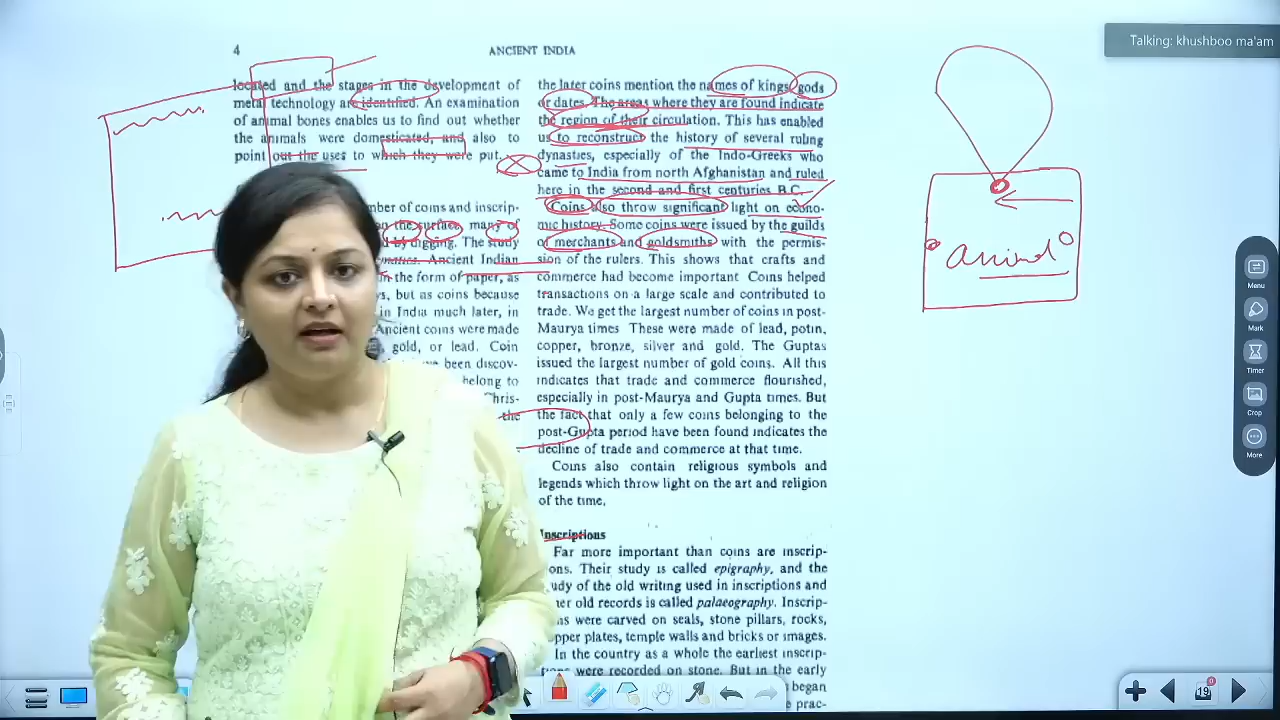 Talking: khushboo ma'am
4
ANCIENT INDIA
located and the stages in the development of
metal technology are identified. An examination
of animal bones enables us to find out whether
the animals were domesticated, and also to
point out the uses to which they were put.
number of coins and inscrip-
the surface, many of
by digging. The study
Ancient Indian
in the form of paper, as
but as coins because
in India much later, in
Ancient coins were made
gold, or lead. Coin
been discov-
belong to
Chris-
the
the later coins mention the names of kings, gods
or dates. The areas where they are found indicate
the region of their circulation. This has enabled
us to reconstruct the history of several ruling
dynasties, especially of the Indo-Greeks who
came to India from north Afghanistan and ruled
here in the second and first centuries B.C.
Coins also throw significant light on econo-
mic history. Some coins were issued by the guilds
of merchants and goldsmiths with the permis-
sion of the rulers. This shows that crafts and
commerce had become important Coins helped
transactions on a large scale and contributed to
trade. We get the largest number of coins in post-
Maurya times These were made of lead, potin,
copper, bronze, silver and gold. The Guptas
issued the largest number of gold coins. All this
indicates that trade and commerce flourished,
especially in post-Maurya and Gupta times. But
the fact that only a few coins belonging to the
post-Gupta period have been found indicates the
decline of trade and commerce at that time.
Coins also contain religious symbols and
legends which throw light on the art and religion
of the time.
Inscriptions
Far more important than coins are inscrip-
ons. Their study is called epigraphy, and the
udy of the old writing used in inscriptions and
her old records is called palaeography. Inscrip-
ns were carved on seals, stone pillars, rocks,
opper plates, temple walls and bricks or images.
In the country as a whole the earliest inscrip-
tions were recorded on stone. But in the early
began
prac-
Menu
Mark
Timer
Crop
More
19
0